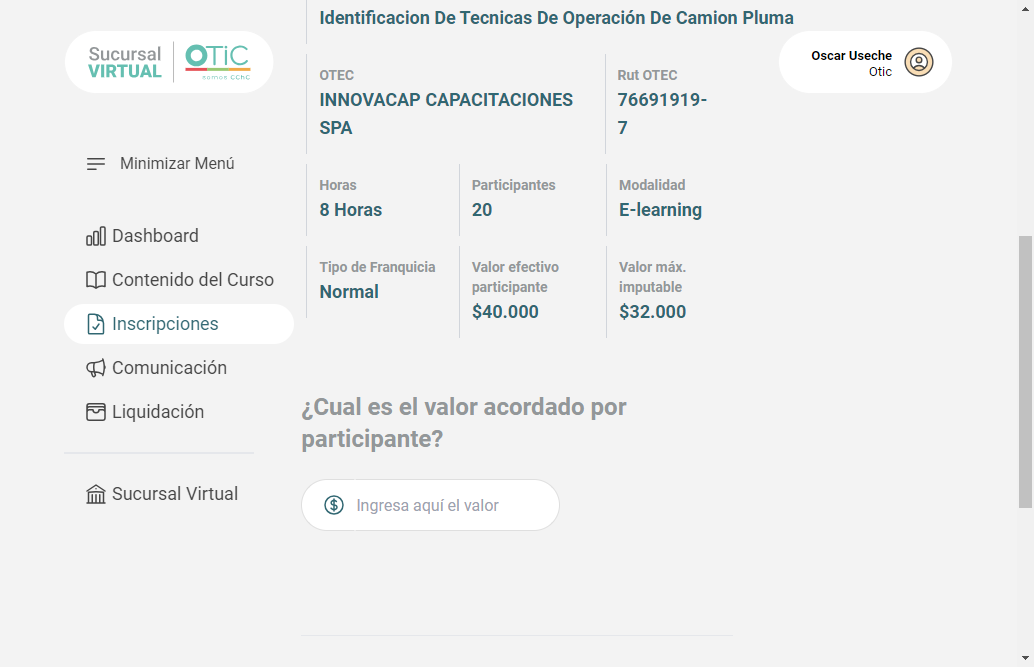 Identificacion De Tecnicas De Operación De Camion Pluma
Sucursal
VIRTUAL
OTIC
somos CChC
Oscar Useche
Otic
OTEC
INNOVACAP CAPACITACIONES
SPA
Rut OTEC
76691919-
7
Minimizar Menú
Horas
8 Horas
Participantes
20
Modalidad
E-learning
Dashboard
Contenido del Curso
Inscripciones
Comunicación
Liquidación
Sucursal Virtual
Tipo de Franquicia
Normal
Valor efectivo
participante
$40.000
Valor máx.
imputable
$32.000
¿Cual es el valor acordado por
participante?
Ingresa aquí el valor